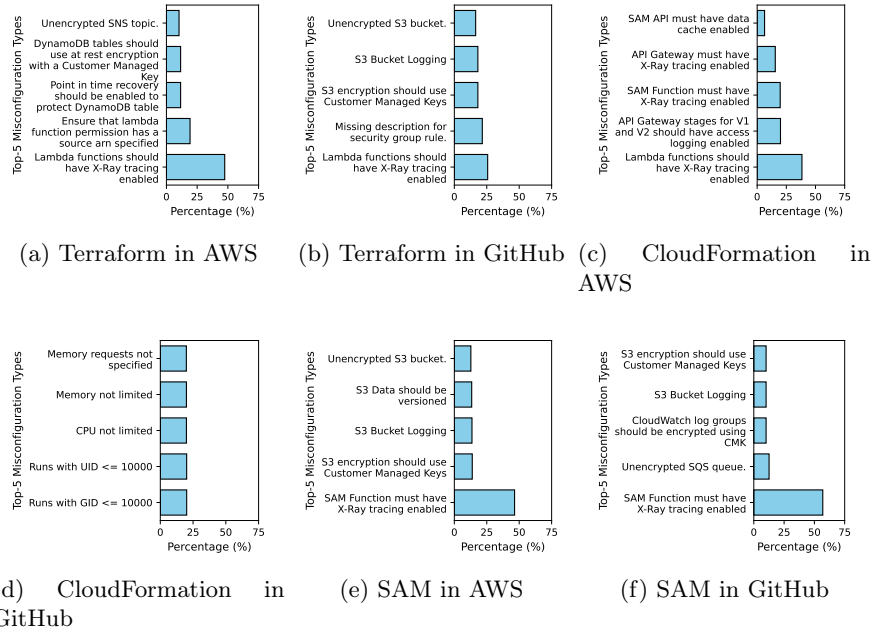 Top-5 Misconfiguration Types
Unencrypted SNS topic.
DynamoDB tables should
use at rest encryption
with a Customer Managed
Key
Point in time recovery
should be enabled to
protect DynamoDB table
Ensure that lambda
function permission has a
source arn specified
Lambda functions should
have X-Ray tracing
enabled
0 25 50 75
Percentage (%)
(a) Terraform in AWS
Top-5 Misconfiguration Types
Unencrypted S3 bucket.
S3 Bucket Logging
S3 encryption should use
Customer Managed Keys
Missing description for
security group rule.
Lambda functions should
have X-Ray tracing
enabled
0 25 50 75
Percentage (%)
(b) Terraform in GitHub
Top-5 Misconfiguration Types
SAM API must have data
cache enabled
API Gateway must have
X-Ray tracing enabled
SAM Function must have
X-Ray tracing enabled
API Gateway stages for V1
and V2 should have access
logging enabled
Lambda functions should
have X-Ray tracing
enabled
0 25 50 75
Percentage (%)
(c) CloudFormation in
AWS
Top-5 Misconfiguration Types
Memory requests not
specified
Memory not limited
CPU not limited
Runs with UID <= 10000
Runs with GID <= 10000
0 25 50 75
Percentage (%)
d) CloudFormation in
GitHub
Top-5 Misconfiguration Types
Unencrypted S3 bucket.
S3 Data should be
versioned
S3 Bucket Logging
S3 encryption should use
Customer Managed Keys
SAM Function must have
X-Ray tracing enabled
0 25 50 75
Percentage (%)
(e) SAM in AWS
Top-5 Misconfiguration Types
S3 encryption should use
Customer Managed Keys
S3 Bucket Logging
CloudWatch log groups
should be encrypted using
CMK
Unencrypted SQS queue.
SAM Function must have
X-Ray tracing enabled
0 25 50 75
Percentage (%)
(f) SAM in GitHub